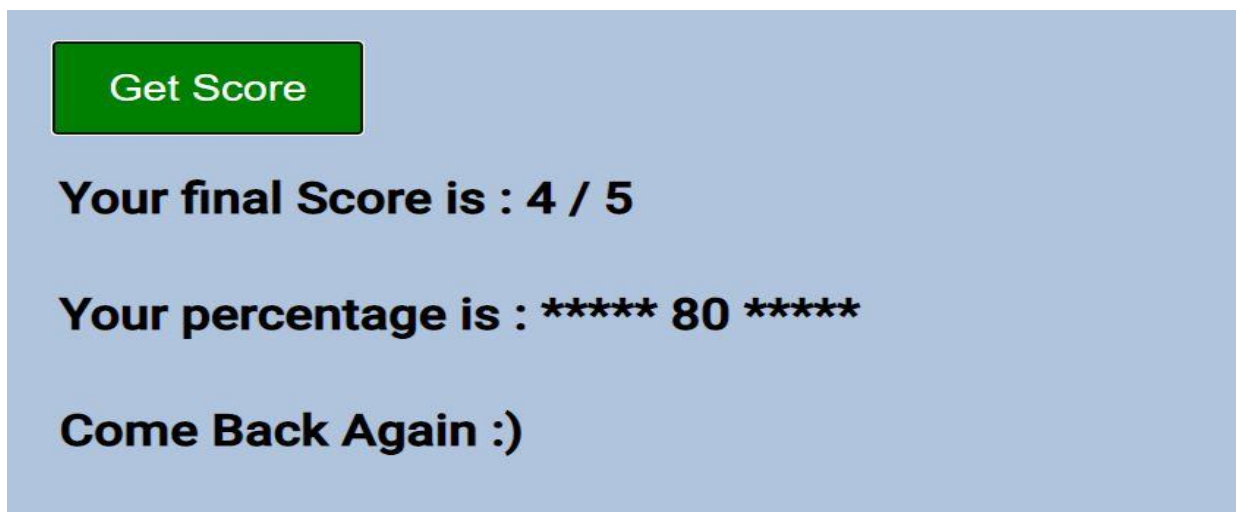 Get Score
Your final Score is : 4 / 5
Your percentage is : ***** 80 *****
Come Back Again :)